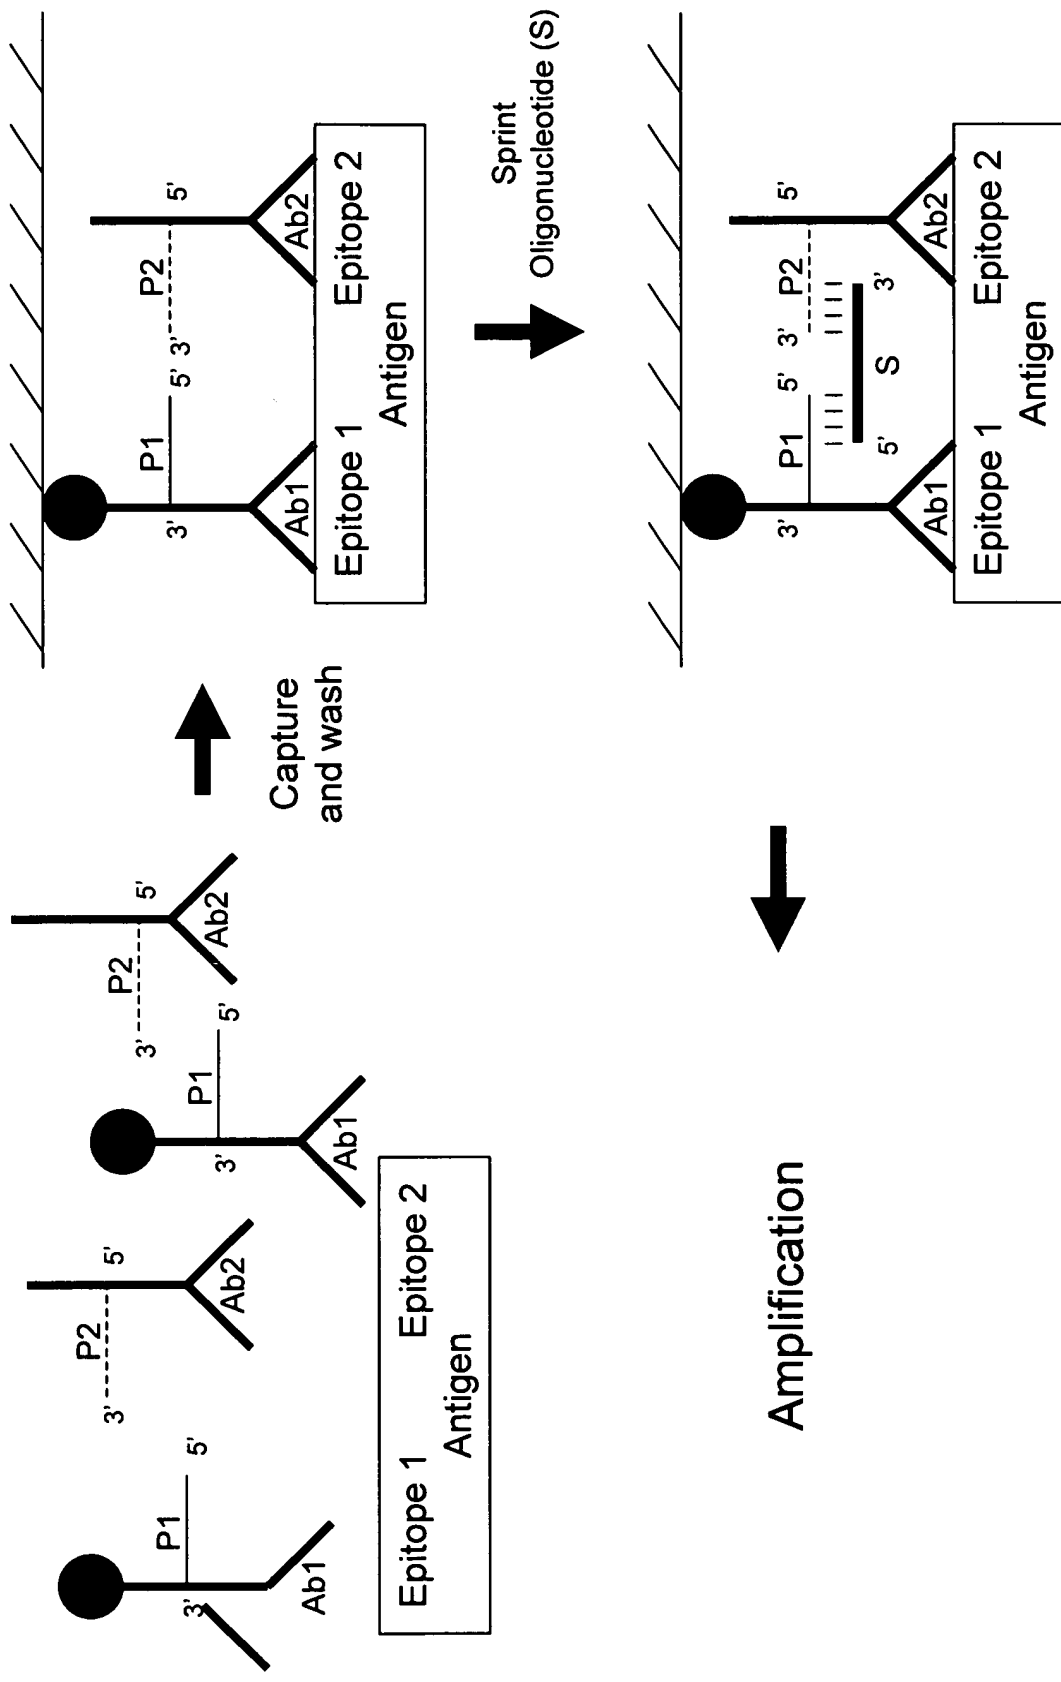 P1
3'
5'
Ab1
P2
3'
5'
Ab2
P1
3'
5'
Ab1
P2
3'
5'
Ab2
Epitope 1
Epitope 2
Antigen
Capture
and wash
P1
P2
3'
5'
3'
5'
Ab1
Ab2
Epitope 1
Epitope 2
Antigen
Sprint
Oligonucleotide (S)
P1
P2
3'
5'
3'
5'
5'
S
3'
Ab1
Ab2
Epitope 1
Epitope 2
Antigen
Amplification